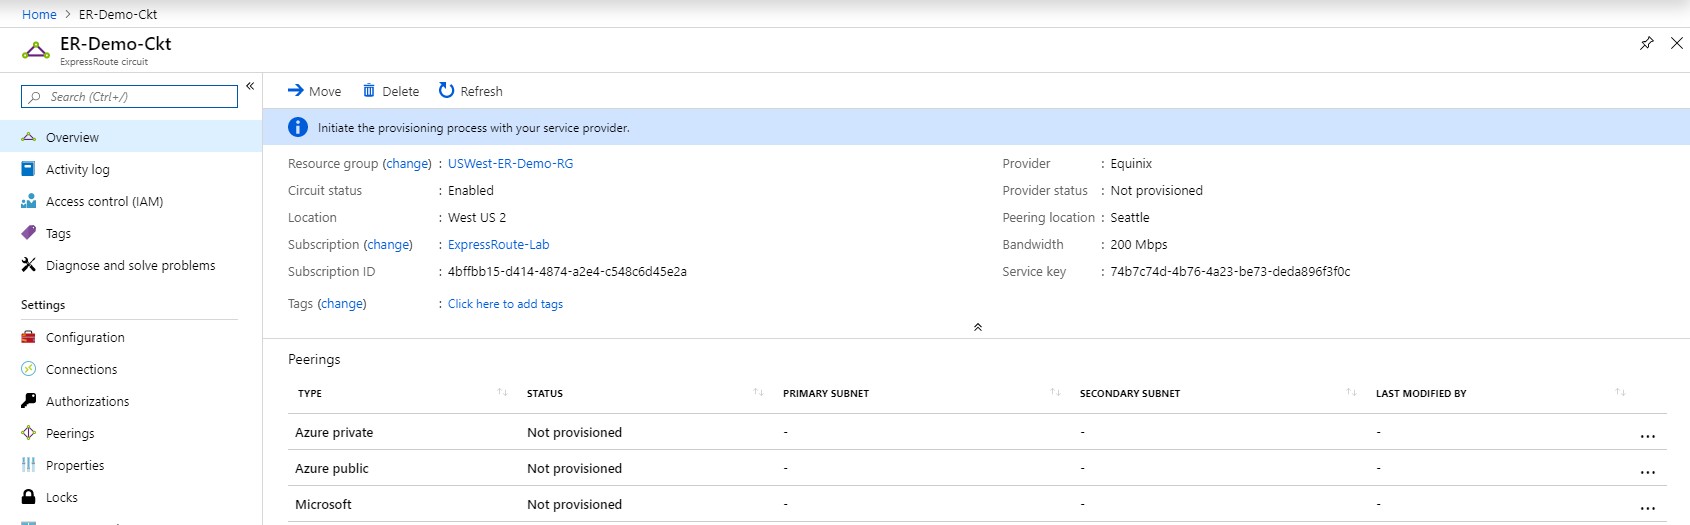 Home > ER-Demo-Ckt
ER-Demo-Ckt
ExpressRoute circuit
Search (Ctrl+/)
«
Overview
Activity log
Access control (IAM)
Tags
Diagnose and solve problems
Settings
Configuration
Connections
Authorizations
Peerings
Properties
Locks
Move Delete Refresh
Initiate the provisioning process with your service provider.
Resource group (change) : USWest-ER-Demo-RG
Circuit status : Enabled
Location : West US 2
Subscription (change) : ExpressRoute-Lab
Subscription ID : 4bffbb15-d414-4874-a2e4-c548c6d45e2a
Tags (change) : Click here to add tags
Provider : Equinix
Provider status : Not provisioned
Peering location : Seattle
Bandwidth : 200 Mbps
Service key : 74b7c74d-4b76-4a23-be73-deda896f3f0c
Peerings
TYPE STATUS PRIMARY SUBNET SECONDARY SUBNET LAST MODIFIED BY
Azure private Not provisioned - - - ...
Azure public Not provisioned - - - ...
Microsoft Not provisioned - - - ...